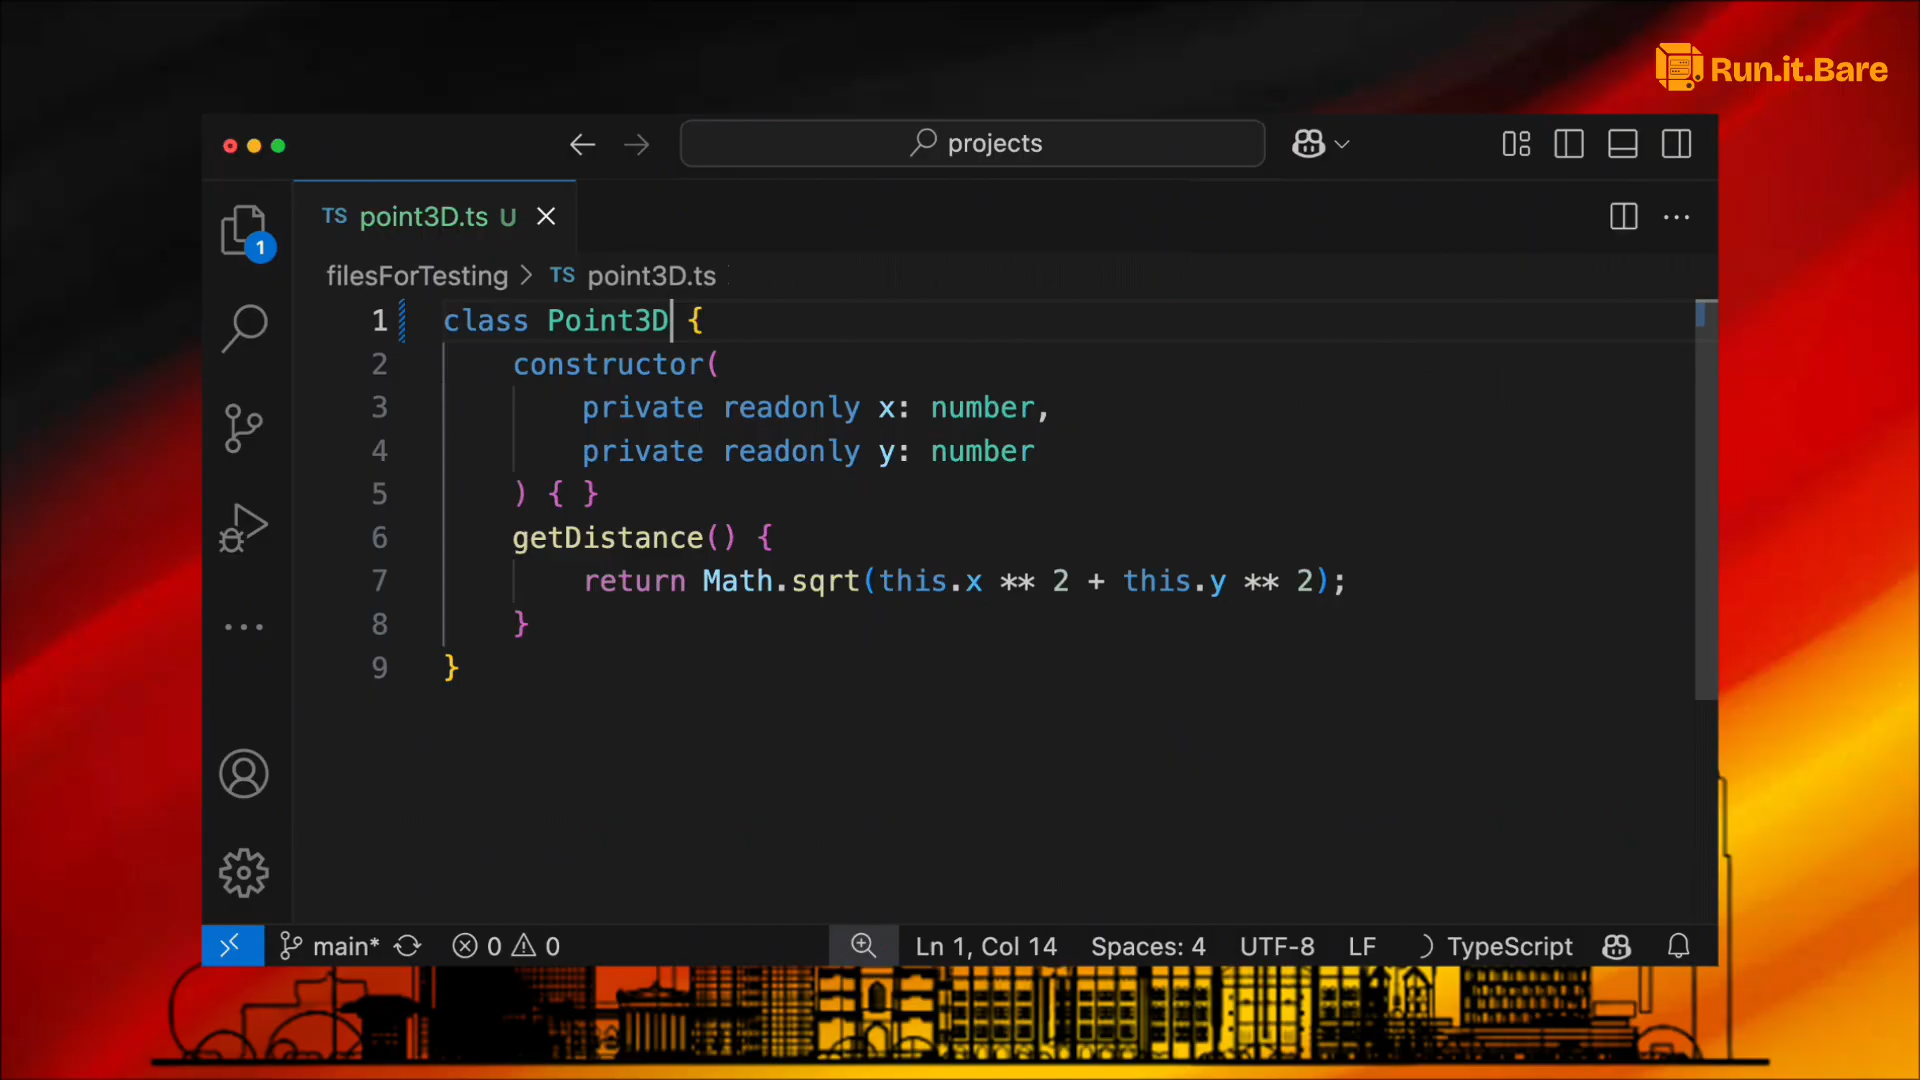 Run.it.Bare
projects
1
TS point3D.ts U
filesForTesting > TS point3D.ts
1 class Point3D {
2 constructor(
3 private readonly x: number,
4 private readonly y: number
5 ) { }
6 getDistance() {
7 return Math.sqrt(this.x ** 2 + this.y ** 2);
8 }
9 }
main* 0 0 Ln 1, Col 14 Spaces: 4 UTF-8 LF TypeScript